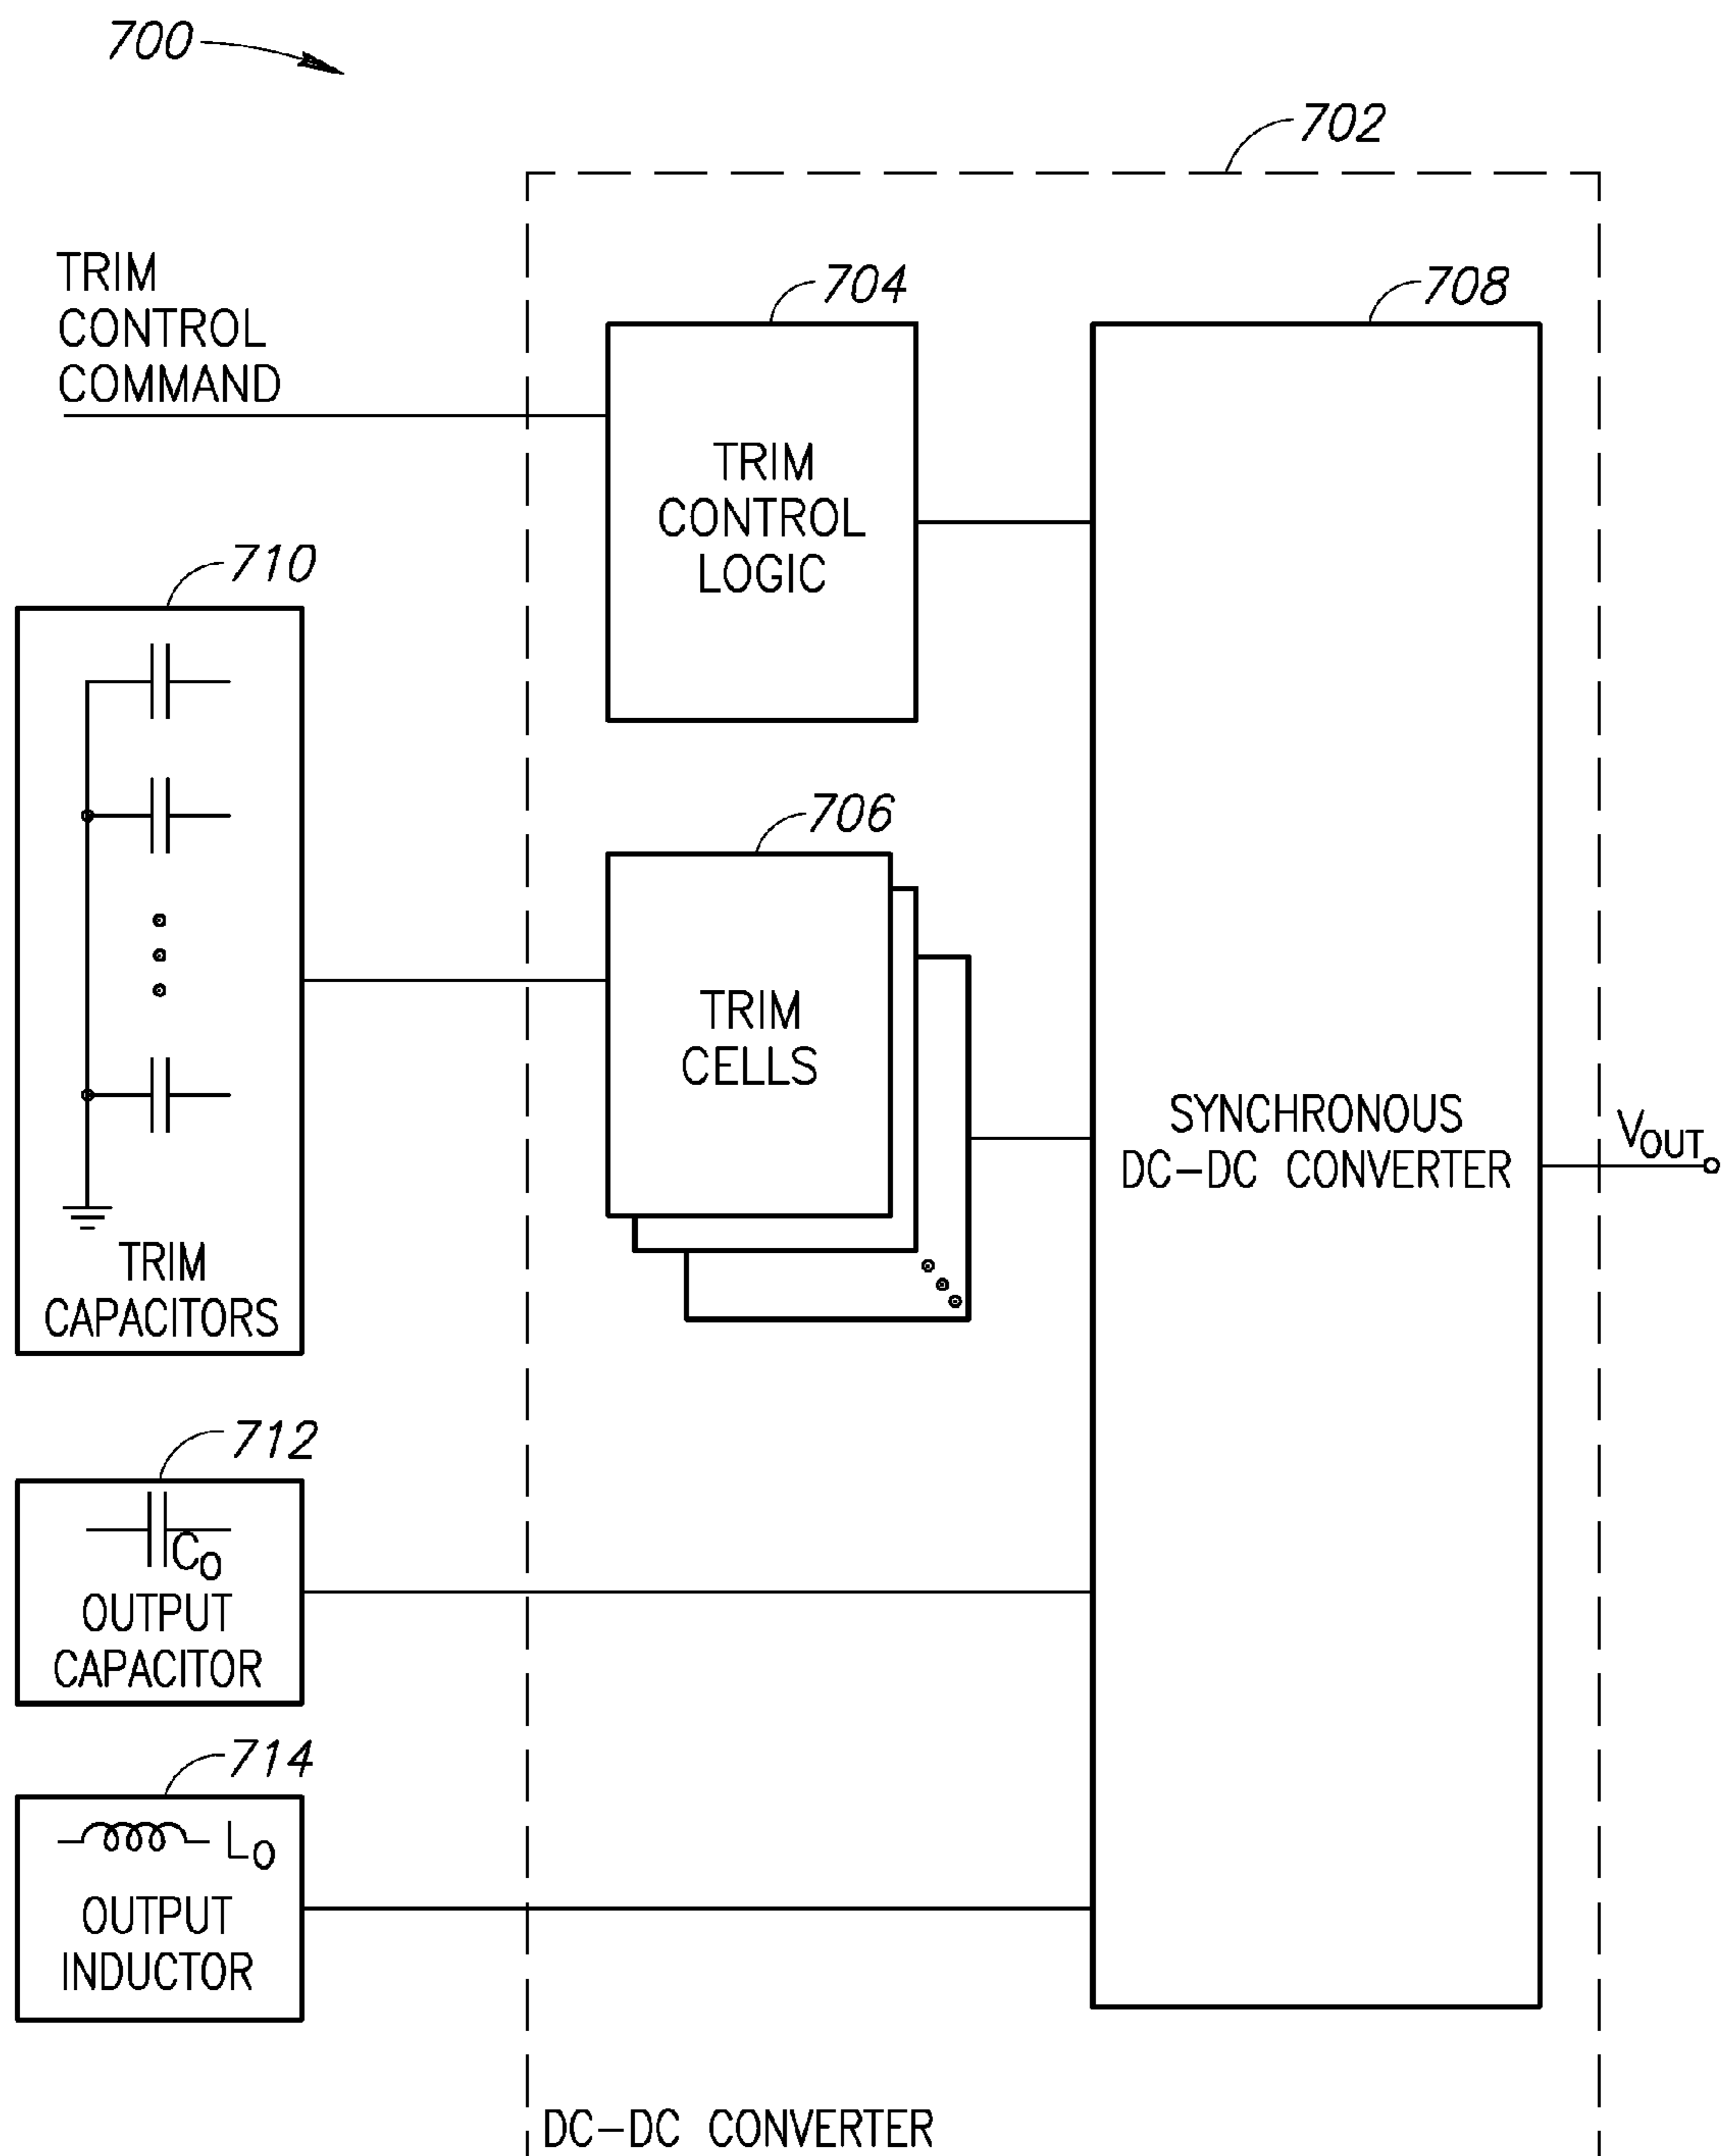 700
702
TRIM
CONTROL
COMMAND
704
708
TRIM
CONTROL
LOGIC
710
706
TRIM
CELLS
SYNCHRONOUS
DC-DC CONVERTER
VOUT
TRIM
CAPACITORS
712
CO
OUTPUT
CAPACITOR
714
LO
OUTPUT
INDUCTOR
DC-DC CONVERTER